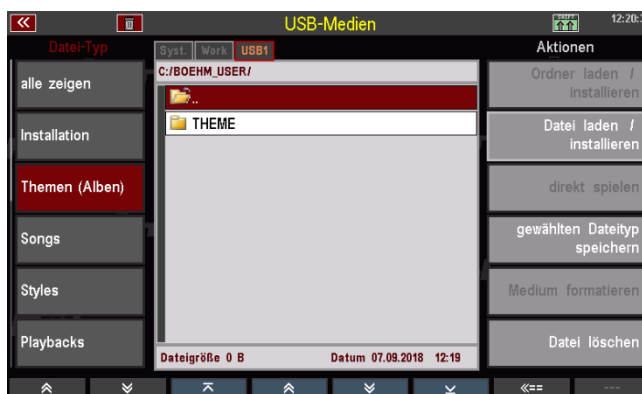 USB-Medien
SHIFT
12:20:
Datei-Typ
Syst. Work USB1
Aktionen
C:/BOEHM_USER/
alle zeigen
..
THEME
Installation
Themen (Alben)
Songs
Styles
Playbacks
Dateigröße 0 B Datum 07.09.2018 12:19
Ordner laden /
installieren
Datei laden /
installieren
direkt spielen
gewählten Dateityp
speichern
Medium formatieren
Datei löschen
«==
---